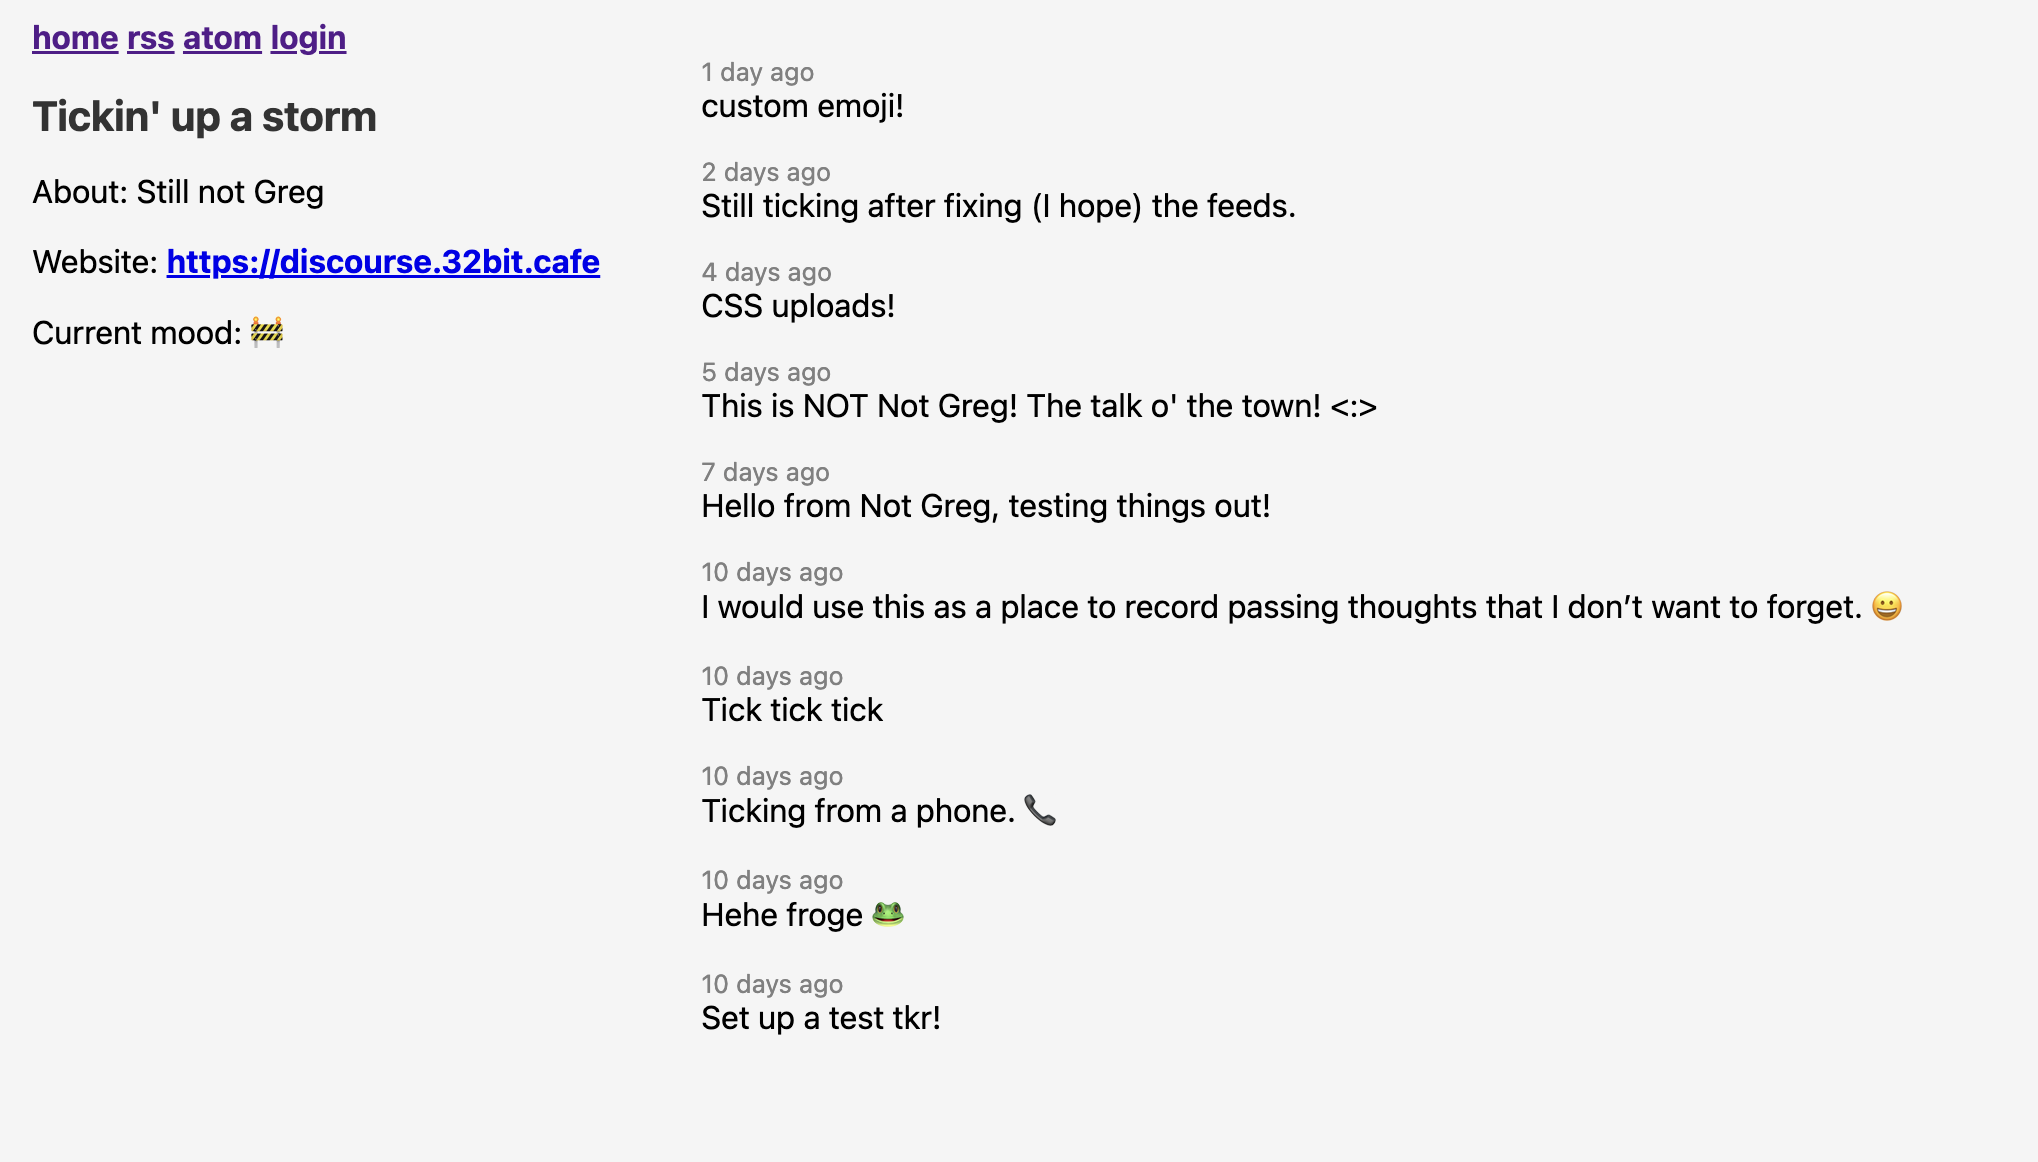 home rss atom login
Tickin' up a storm
About: Still not Greg
Website: https://discourse.32bit.cafe
Current mood: 🚧
1 day ago
custom emoji!
2 days ago
Still ticking after fixing (I hope) the feeds.
4 days ago
CSS uploads!
5 days ago
This is NOT Not Greg! The talk o' the town! <:>
7 days ago
Hello from Not Greg, testing things out!
10 days ago
I would use this as a place to record passing thoughts that I don’t want to forget. 😀
10 days ago
Tick tick tick
10 days ago
Ticking from a phone. 📞
10 days ago
Hehe froge 🐸
10 days ago
Set up a test tkr!